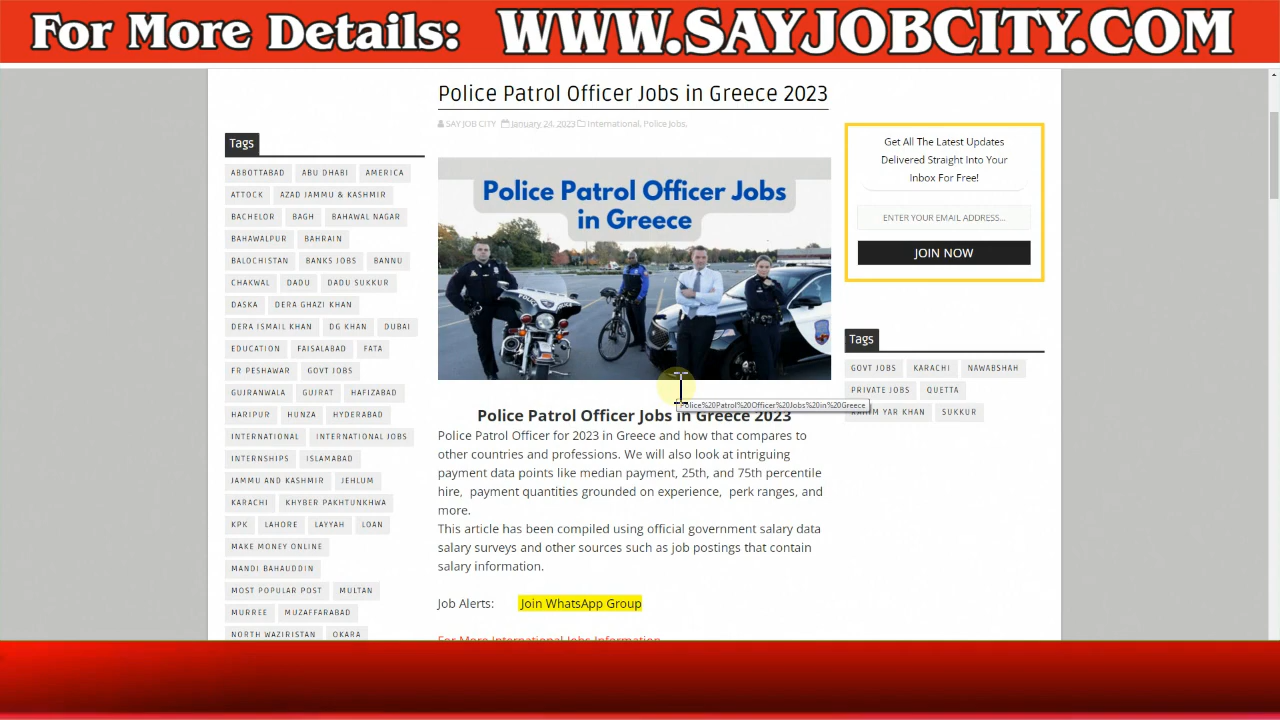 For More Details: WWW.SAYJOBCITY.COM
Police Patrol Officer Jobs in Greece 2023
SAY JOB CITY January 24, 2023 International, Police Jobs,
Tags
ABBOTTABAD ABU DHABI AMERICA
ATTOCK AZAD JAMMU & KASHMIR
BACHELOR BAGH BAHAWAL NAGAR
BAHAWALPUR BAHRAIN
BALOCHISTAN BANKS JOBS BANNU
CHAKWAL DADU DADU SUKKUR
DASKA DERA GHAZI KHAN
DERA ISMAIL KHAN DG KHAN DUBAI
EDUCATION FAISALABAD FATA
FR PESHAWAR GOVT JOBS
GUJRANWALA GUJRAT HAFIZABAD
HARIPUR HUNZA HYDERABAD
INTERNATIONAL INTERNATIONAL JOBS
INTERNSHIPS ISLAMABAD
JAMMU AND KASHMIR JEHLUM
KARACHI KHYBER PAKHTUNKHWA
KPK LAHORE LAYYAH LOAN
MAKE MONEY ONLINE
MANDI BAHAUDDIN
MOST POPULAR POST MULTAN
MURREE MUZAFFARABAD
NORTH WAZIRISTAN OKARA
Police Patrol Officer Jobs
in Greece
POLICE
Police%20Patrol%20Officer%20Jobs%20in%20Greece
Police Patrol Officer Jobs in Greece 2023
Police Patrol Officer for 2023 in Greece and how that compares to
other countries and professions. We will also look at intriguing
payment data points like median payment, 25th, and 75th percentile
hire, payment quantities grounded on experience, perk ranges, and
more.
This article has been compiled using official government salary data
salary surveys and other sources such as job postings that contain
salary information.
Job Alerts: Join WhatsApp Group
For More International Jobs Information
Get All The Latest Updates
Delivered Straight Into Your
Inbox For Free!
ENTER YOUR EMAIL ADDRESS...
JOIN NOW
Tags
GOVT JOBS KARACHI NAWABSHAH
PRIVATE JOBS QUETTA
YAR KHAN SUKKUR